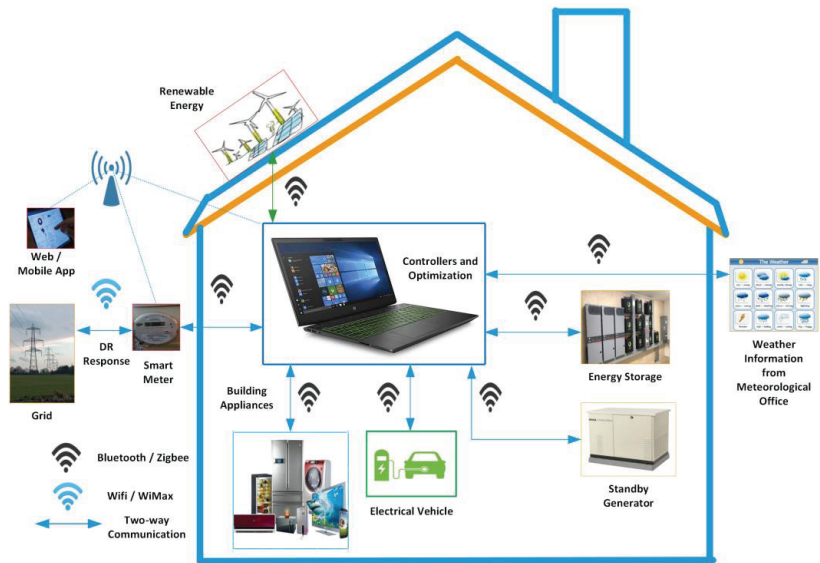 Renewable
Energy
Web /
Mobile App
Controllers and
Optimization
DR
Response
Smart
Meter
Grid
Building
Appliances
Energy Storage
The Weather
Weather
Information
from
Meteorological
Office
Electrical Vehicle
Standby
Generator
Bluetooth / Zigbee
Wifi / WiMax
Two-way
Communication